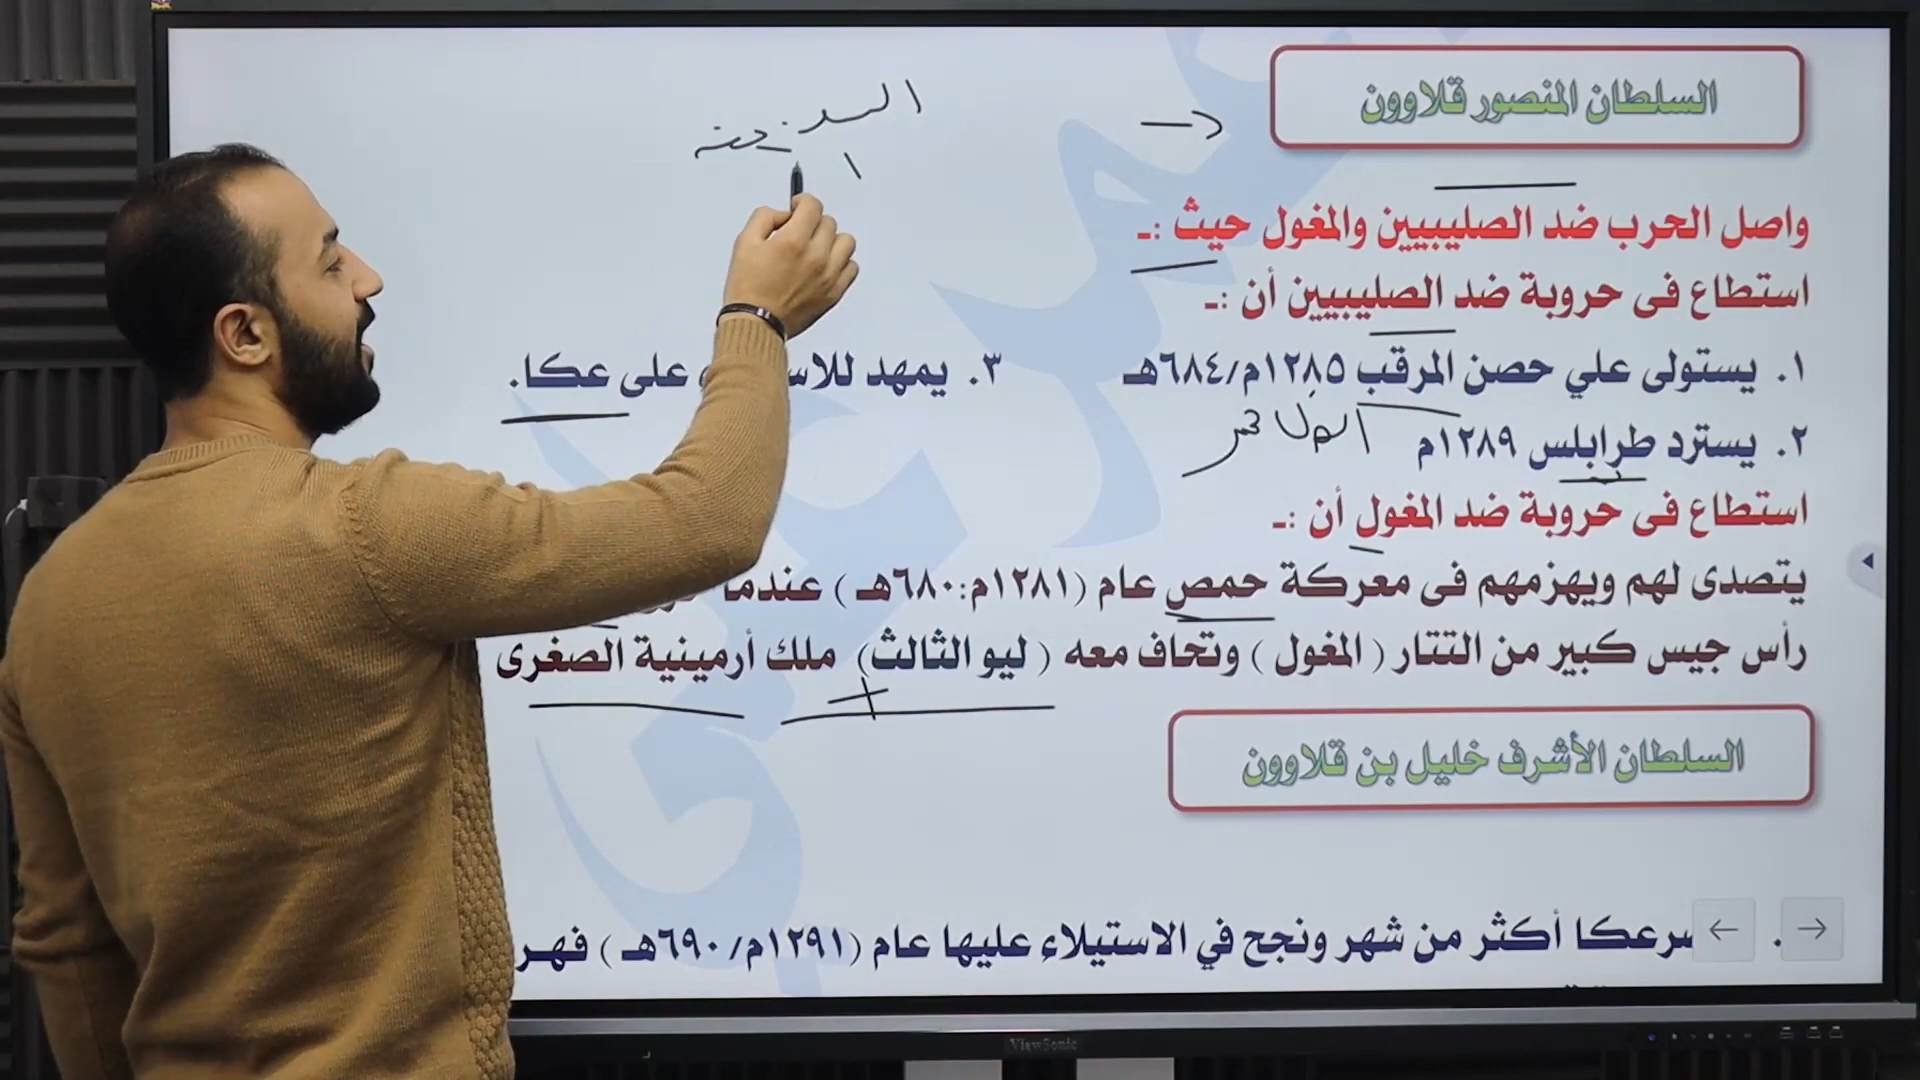 السلطان المنصور قلاوون
واصل الحرب ضد الصليبيين والمغول حيث :ـ
استطاع فى حروبة ضد الصليبيين أن :ـ
١. يستولى علي حصن المرقب ١٢٨٥م/٦٨٤هـ
٣. يمهد للاس على عكا.
٢. يسترد طرابلس ١٢٨٩م
استطاع فى حروبة ضد المغول أن :ـ
يتصدى لهم ويهزمهم فى معركة حمص عام (١٢٨١م:٦٨٠هـ) عندما
رأس جيس كبير من التتار (المغول) وتحاف معه (ليو الثالث) ملك أرمينية الصغرى
السلطان الأشرف خليل بن قلاوون
سرعكا أكثر من شهر ونجح في الاستيلاء عليها عام (١٢٩١م/٦٩٠هـ) فهر
ViewSonic